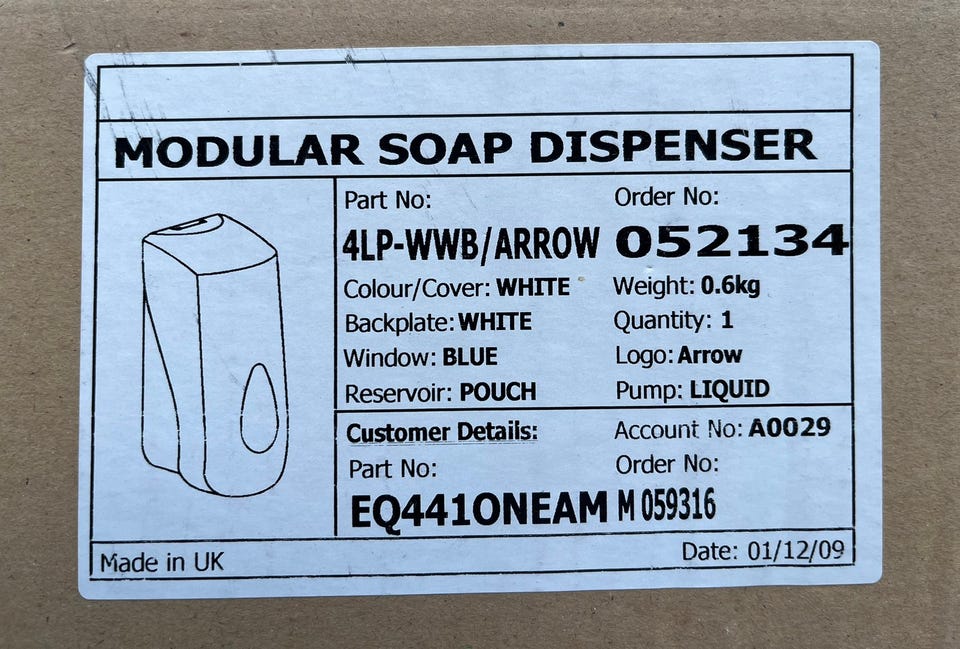 MODULAR SOAP DISPENSER
Part No: Order No:
4LP-WWB/ARROW 052134
Colour/Cover: WHITE Weight: 0.6kg
Backplate: WHITE Quantity: 1
Window: BLUE Logo: Arrow
Reservoir: POUCH Pump: LIQUID
Customer Details: Account No: A0029
Part No: Order No:
EQ441ONEAM M 059316
Made in UK Date: 01/12/09